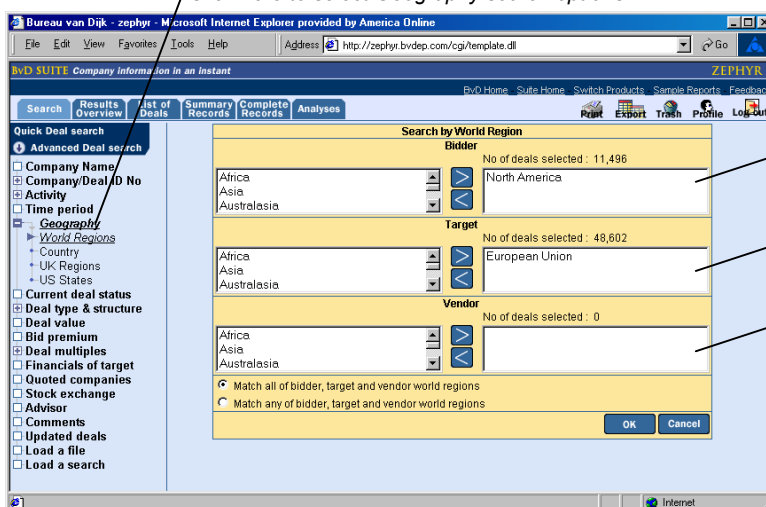 Bureau van Dijk - zephyr - Microsoft Internet Explorer provided by America Online
File Edit View Favorites Tools Help Address http://zephyr.bvdep.com/cgi/template.dll Go
BvD SUITE Company information in an instant ZEPHYR
BvD Home Suite Home Switch Products Sample Reports Feedbac
Search Results Overview List of Deals Summary Records Complete Records Analyses Print Export Trash Profile Log out
Quick Deal search
Advanced Deal search
Company Name
Company/Deal ID No
Activity
Time period
Geography
World Regions
Country
UK Regions
US States
Current deal status
Deal type & structure
Deal value
Bid premium
Deal multiples
Financials of target
Quoted companies
Stock exchange
Advisor
Comments
Updated deals
Load a file
Load a search
Search by World Region
Bidder
No of deals selected : 11,496
Africa
Asia
Australasia
>
<
North America
Target
No of deals selected : 48,602
Africa
Asia
Australasia
>
<
European Union
Vendor
No of deals selected : 0
Africa
Asia
Australasia
>
<
Match all of bidder, target and vendor world regions
Match any of bidder, target and vendor world regions
OK Cancel
Internet